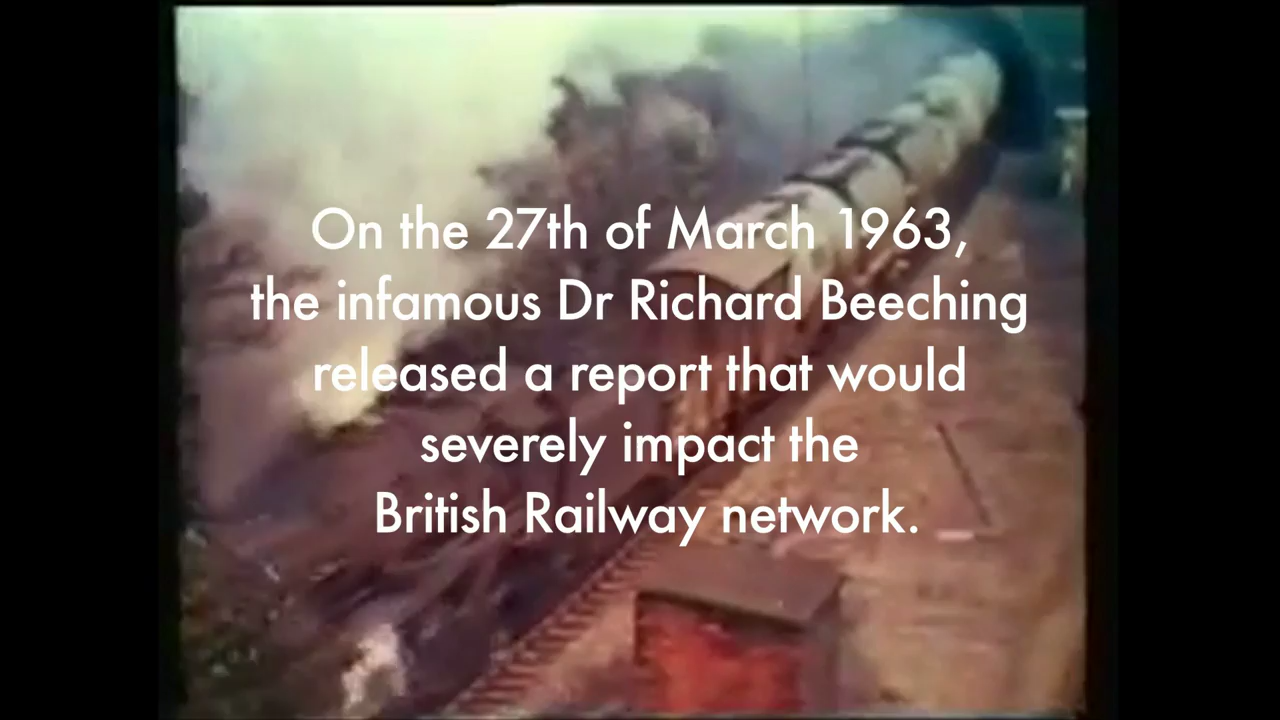 On the 27th of March 1963,
the infamous Dr Richard Beeching
released a report that would
severely impact the
British Railway network.